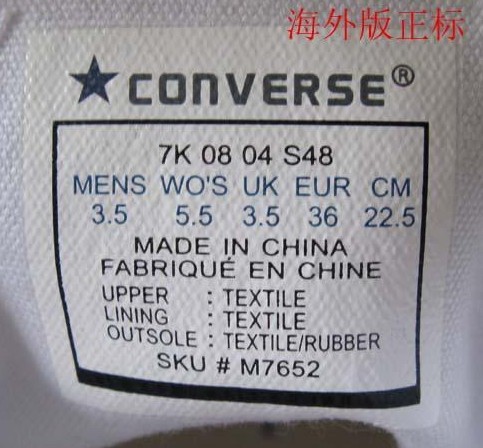 海外版正标
★CONVERSE®
7K 08 04 S48
MENS WO'S UK EUR CM
3.5 5.5 3.5 36 22.5
MADE IN CHINA
FABRIQUÉ EN CHINE
UPPER : TEXTILE
LINING : TEXTILE
OUTSOLE : TEXTILE/RUBBER
SKU # M7652